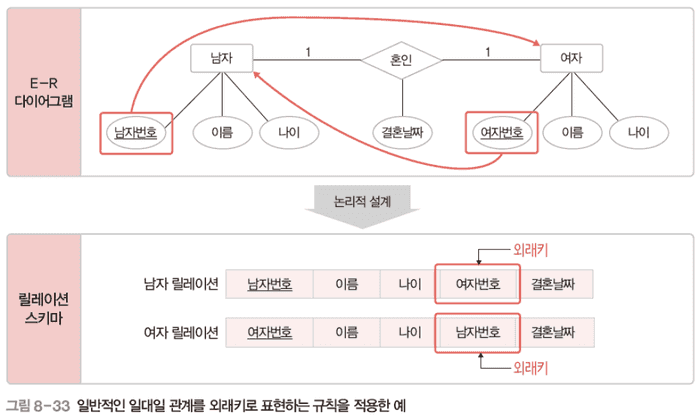 E-R
다이어그램
남자
1
혼인
1
여자
남자번호
이름
나이
결혼날짜
여자번호
이름
나이
논리적 설계
릴레이션
스키마
외래키
남자 릴레이션 남자번호 이름 나이 여자번호 결혼날짜
여자 릴레이션 여자번호 이름 나이 남자번호 결혼날짜
외래키
그림 8-33 일반적인 일대일 관계를 외래키로 표현하는 규칙을 적용한 예